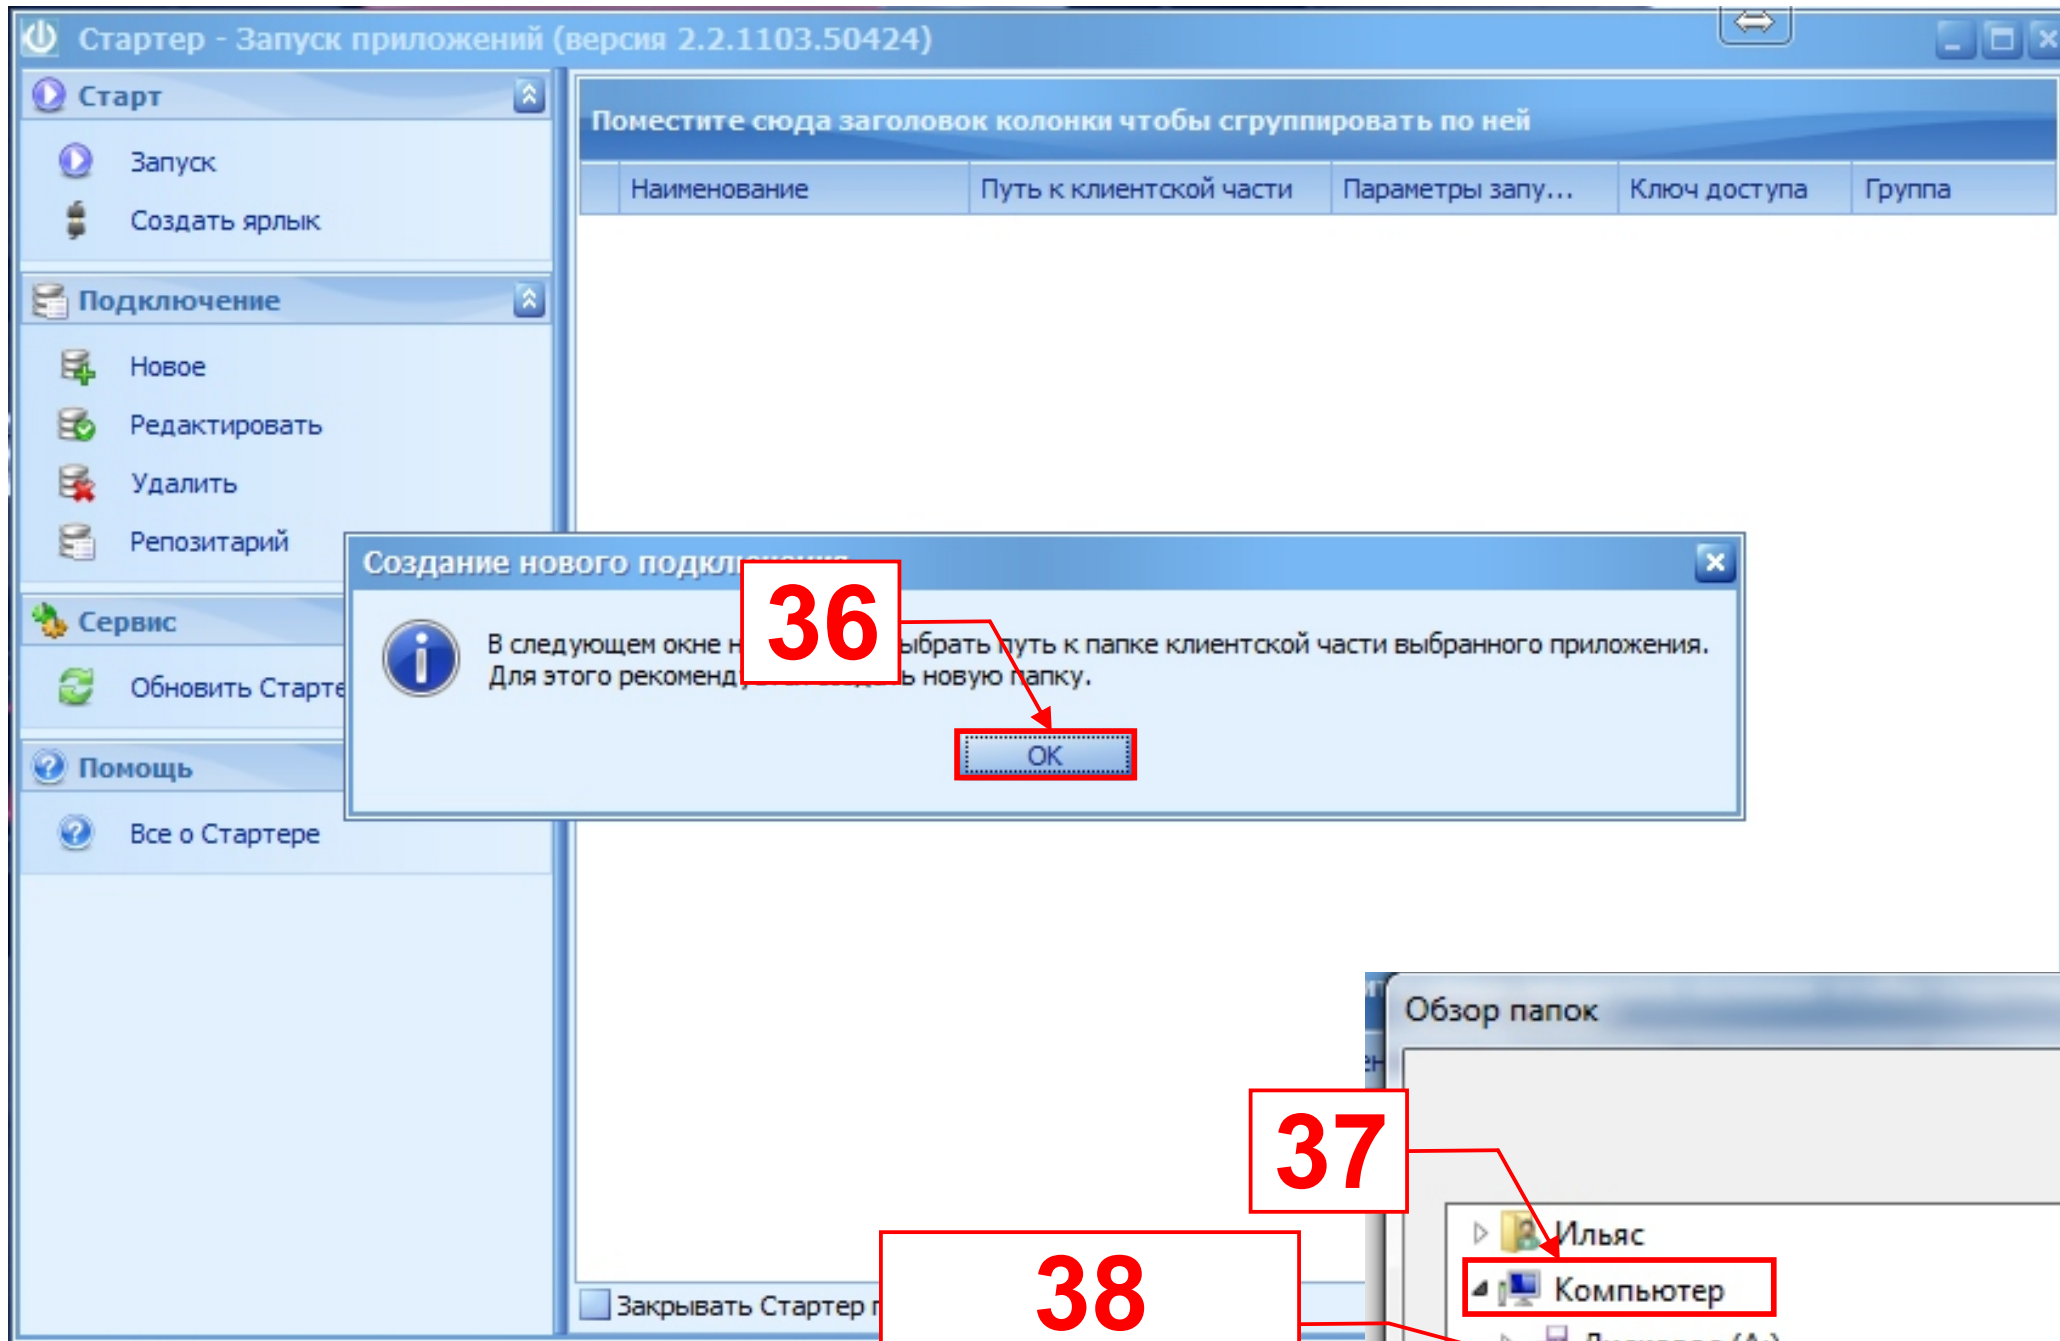 Стартер - Запуск приложений (версия 2.2.1103.50424)
Старт
Запуск
Создать ярлык
Подключение
Новое
Редактировать
Удалить
Репозитарий
Сервис
Обновить Старте
Помощь
Все о Стартере
Поместите сюда заголовок колонки чтобы сгруппировать по ней
Наименование Путь к клиентской части Параметры запу... Ключ доступа Группа
Создание нового
36
В следующем окне ыбрать путь к папке клиентской части выбранного приложения.
Для этого новую папку.
OK
Обзор папок
37
Ильяс
Компьютер
38
Закрывать Стартер